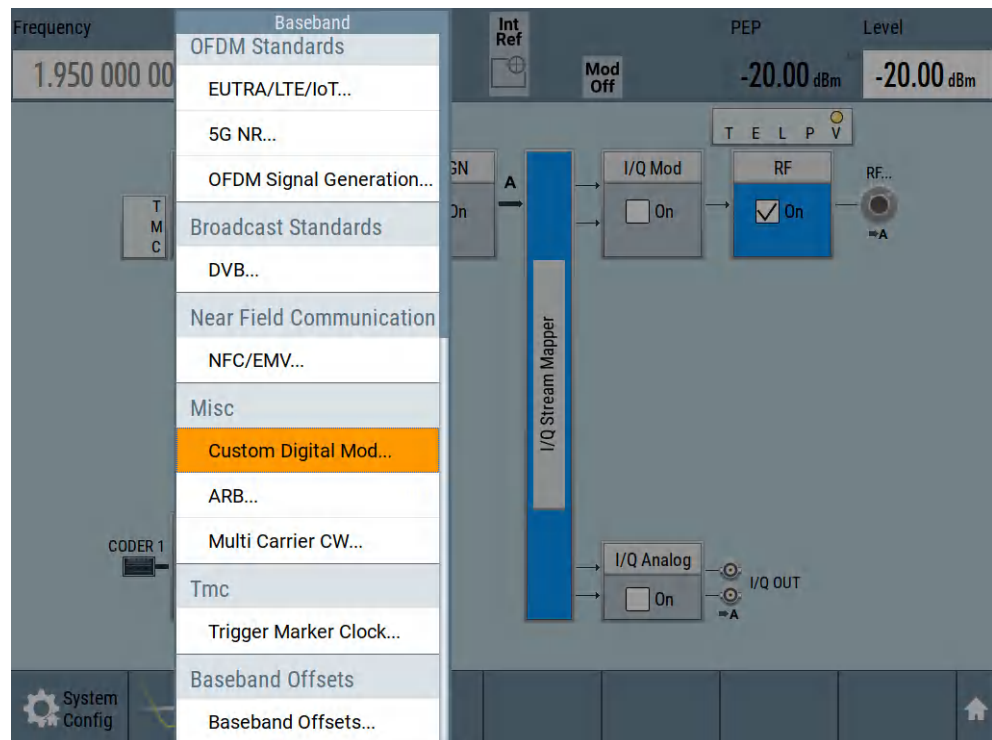 Frequency
1.950 000 00
Int
Ref
Mod
Off
PEP
-20.00 dBm
Level
-20.00 dBm
Baseband
OFDM Standards
EUTRA/LTE/IoT...
5G NR...
OFDM Signal Generation...
Broadcast Standards
DVB...
Near Field Communication
NFC/EMV...
Misc
Custom Digital Mod...
ARB...
Multi Carrier CW...
Tmc
Trigger Marker Clock...
Baseband Offsets
Baseband Offsets...
T
M
C
CODER 1
GN
On
A
I/Q Stream Mapper
I/Q Mod
On
T E L P V
RF
On
RF...
➡A
I/Q Analog
On
I/Q OUT
➡A
System
Config